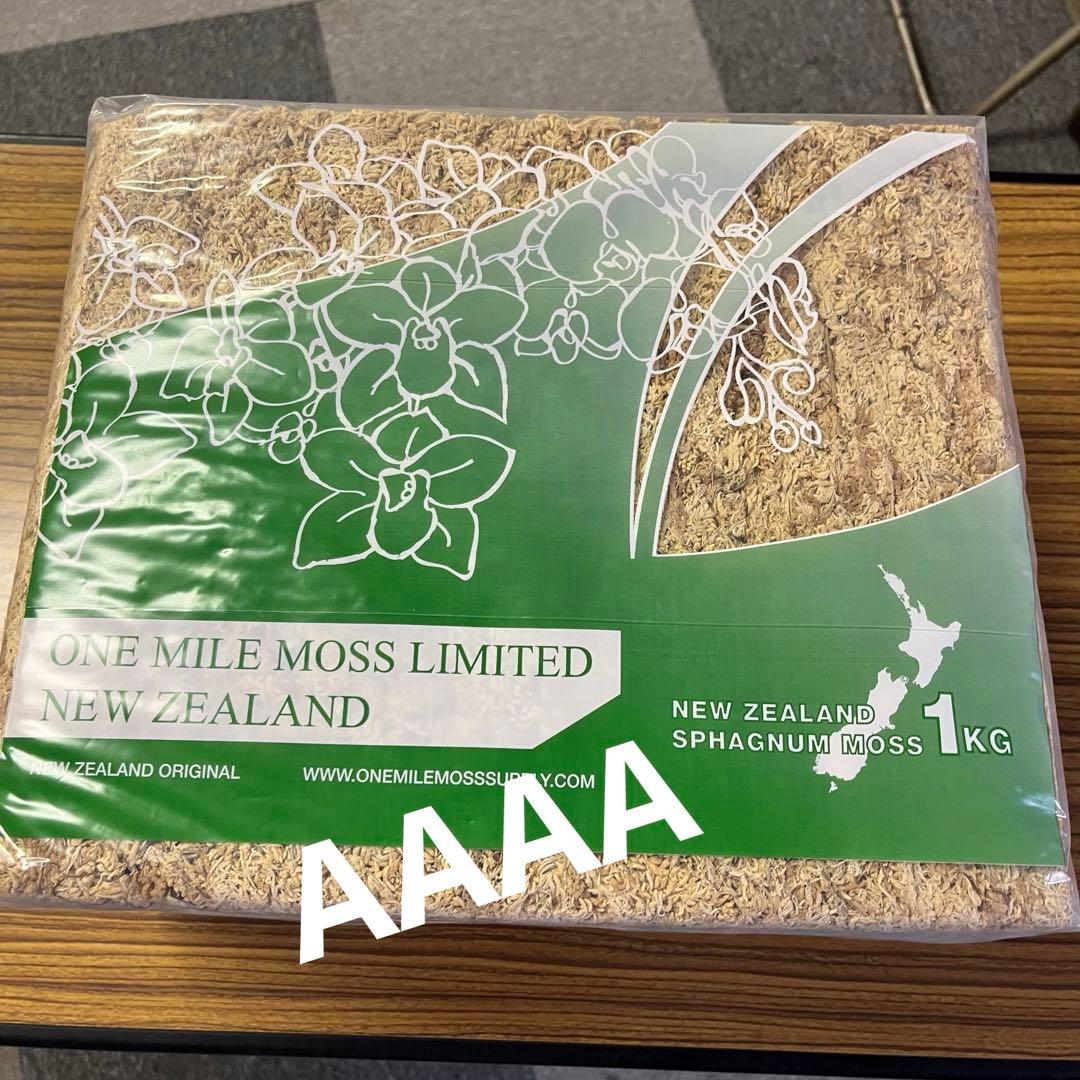 ONE MILE MOSS LIMITED
NEW ZEALAND
NEW ZEALAND
SPHAGNUM MOSS 1KG
NEW ZEALAND ORIGINAL
WWW.ONEMILEMOSSSUPPLY.COM
AAAA